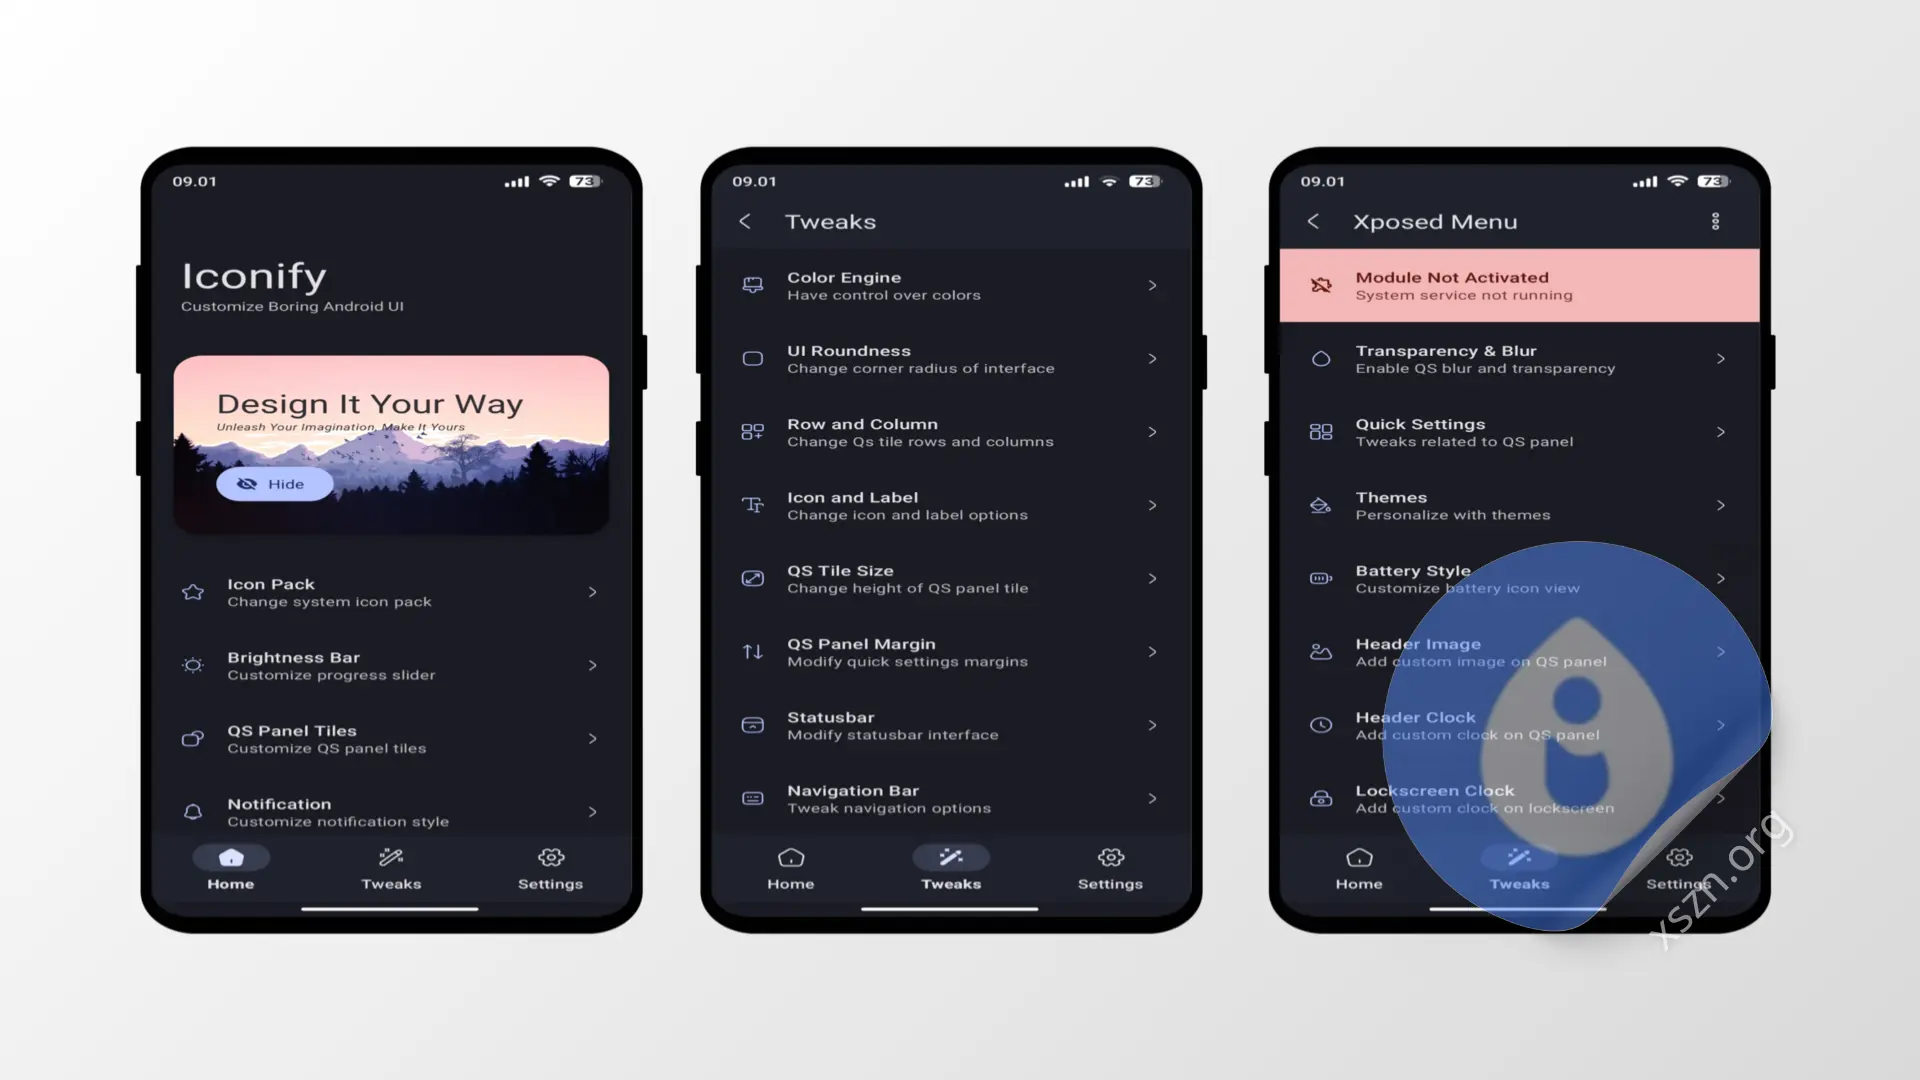 09.01
73
Iconify
Customize Boring Android UI
Design It Your Way
Unleash Your Imagination, Make It Yours
Hide
Icon Pack
Change system icon pack
Brightness Bar
Customize progress slider
QS Panel Tiles
Customize QS panel tiles
Notification
Customize notification style
Home
Tweaks
Settings
09.01
73
Tweaks
Color Engine
Have control over colors
UI Roundness
Change corner radius of interface
Row and Column
Change Qs tile rows and columns
Icon and Label
Change icon and label options
QS Tile Size
Change height of QS panel tile
QS Panel Margin
Modify quick settings margins
Statusbar
Modify statusbar interface
Navigation Bar
Tweak navigation options
Home
Tweaks
Settings
09.01
73
Xposed Menu
Module Not Activated
System service not running
Transparency & Blur
Enable QS blur and transparency
Quick Settings
Tweaks related to QS panel
Themes
Personalize with themes
Battery Style
Customize battery icon view
Header Image
Add custom image on QS panel
Header Clock
Add custom clock on QS panel
Lockscreen Clock
Add custom clock on lockscreen
Home
Tweaks
Settings
xszm.org